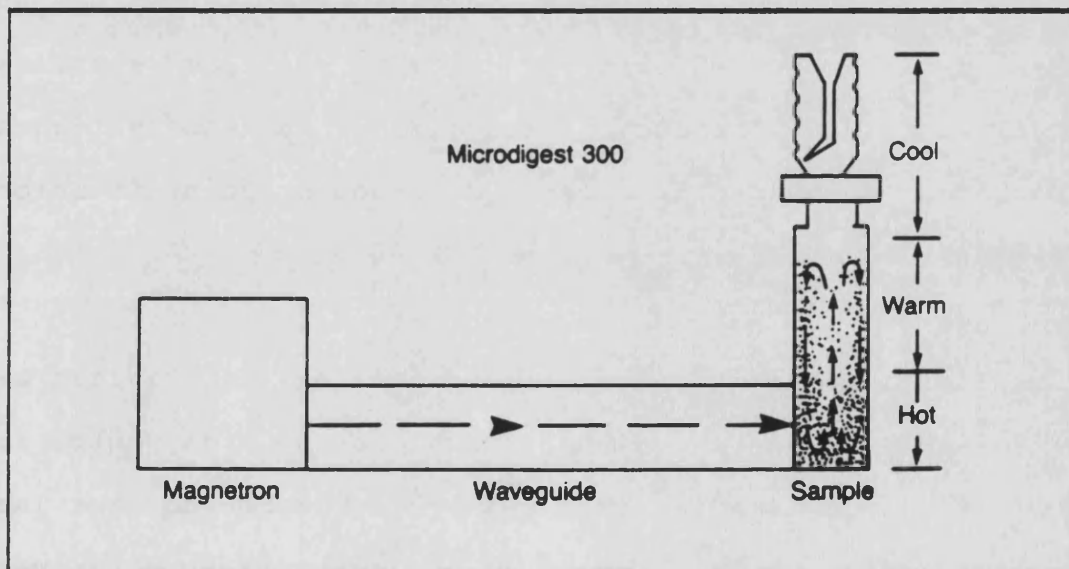 Microdigest 300
Cool
Warm
Hot
Magnetron
Waveguide
Sample